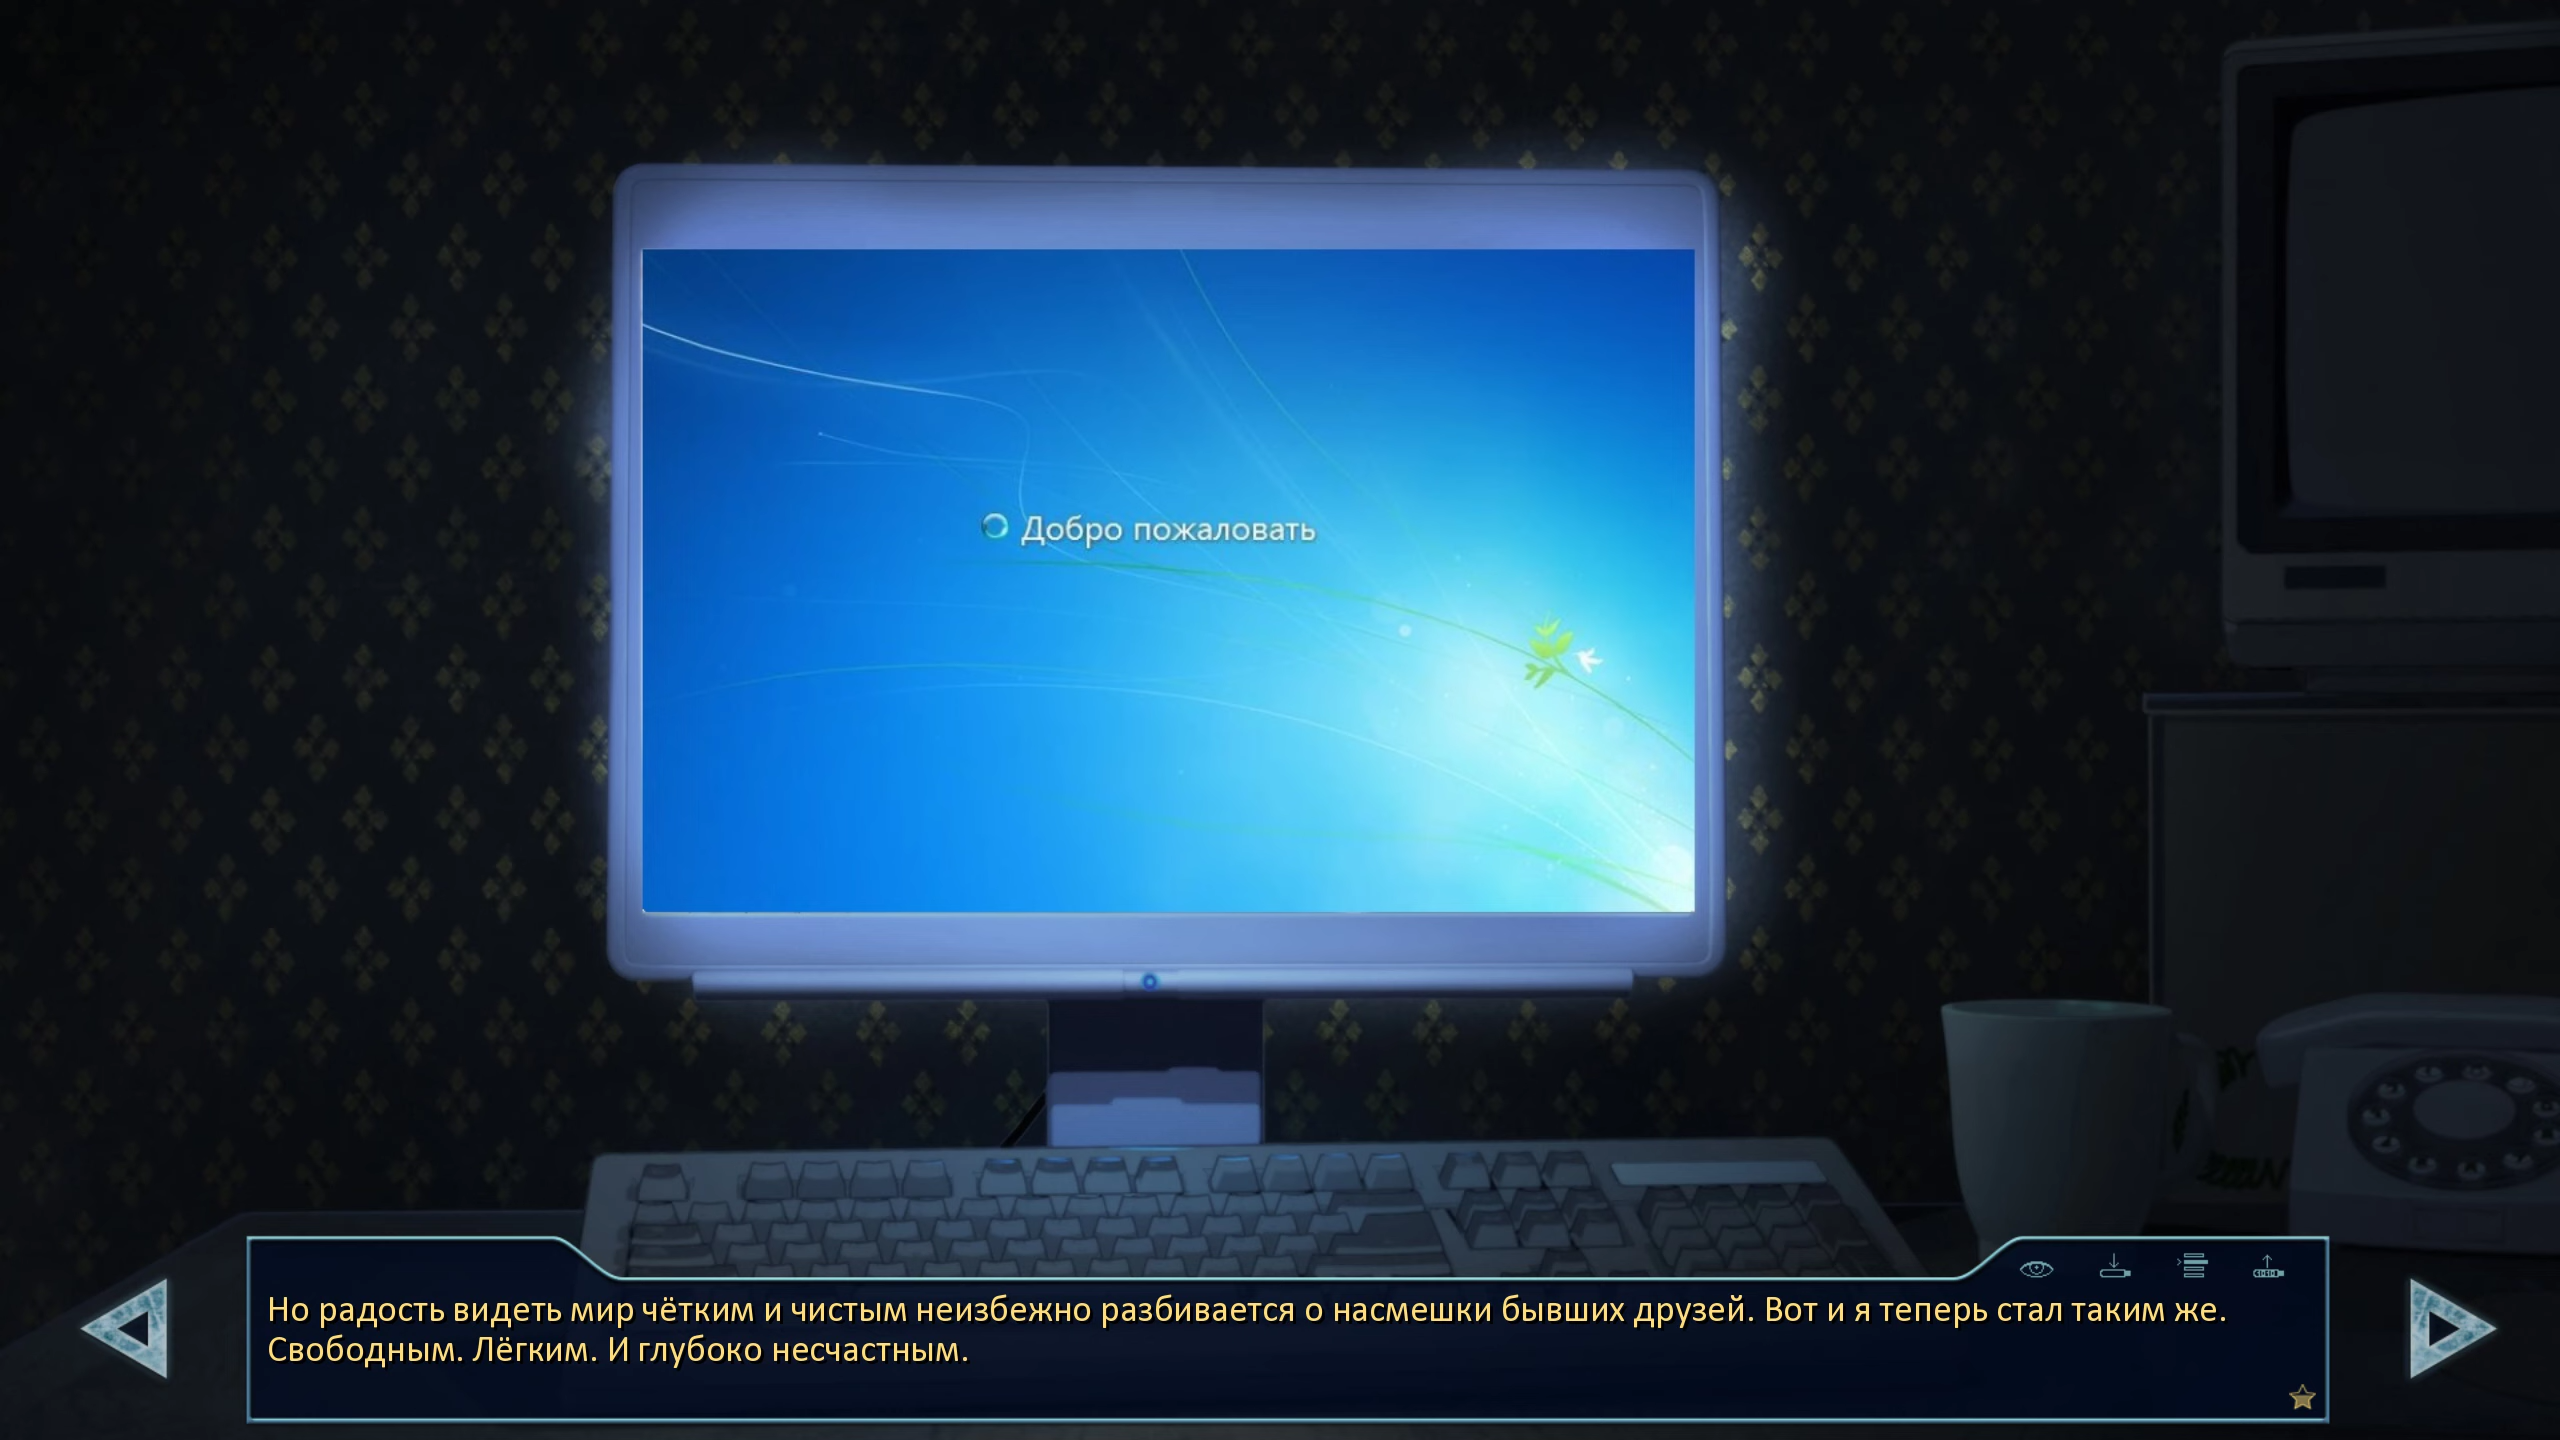 Добро пожаловать
Но радость видеть мир чётким и чистым неизбежно разбивается о насмешки бывших друзей. Вот и я теперь стал таким же.
Свободным. Лёгким. И глубоко несчастным.